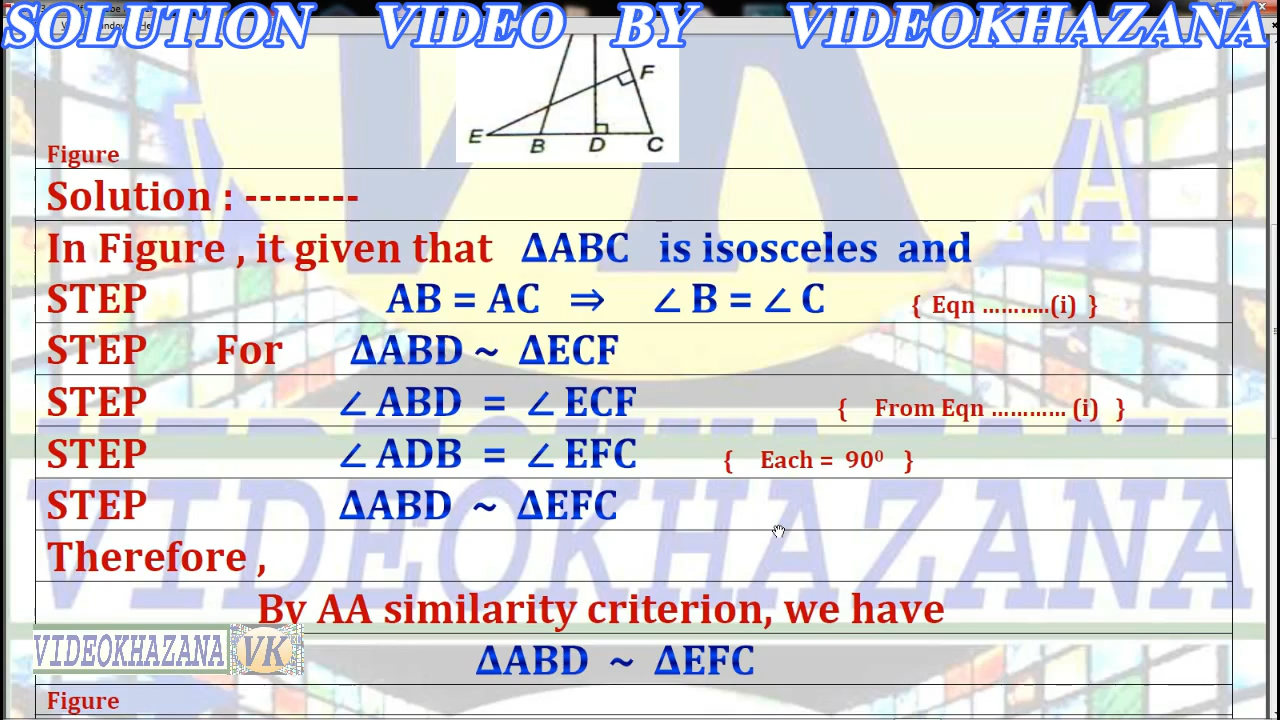 SOLUTION VIDEO BY VIDEOKHAZANA
F
E B D C
Figure
Solution : --------
In Figure , it given that ΔABC is isosceles and
STEP AB = AC ⇒ ∠ B = ∠ C { Eqn ...........(i) }
STEP For ΔABD ~ ΔECF
STEP ∠ ABD = ∠ ECF { From Eqn ............ (i) }
STEP ∠ ADB = ∠ EFC { Each = 90⁰ }
STEP ΔABD ~ ΔEFC
Therefore ,
By AA similarity criterion, we have
VIDEOKHAZANA VK
ΔABD ~ ΔEFC
Figure
VIDEOKHAZANA